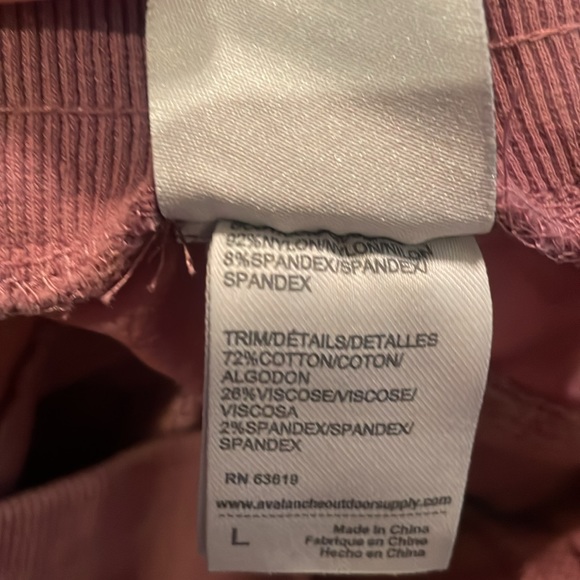 92%NYLON/NYLON/NILON
8%SPANDEX/SPANDEX/
SPANDEX
TRIM/DÉTAILS/DETALLES
72%COTTON/COTON/
ALGODON
26%VISCOSE/VISCOSE/
VISCOSA
2%SPANDEX/SPANDEX/
SPANDEX
RN 63619
www.avalancheoutdoorsupply.com
L
Made in China
Fabrique en Chine
Hecho en China